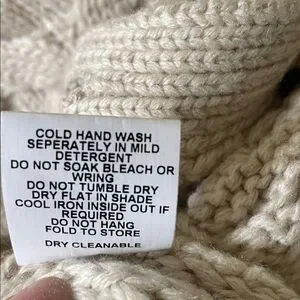 COLD HAND WASH
SEPERATELY IN MILD
DETERGENT
DO NOT SOAK BLEACH OR
WRING
DO NOT TUMBLE DRY
DRY FLAT IN SHADE
COOL IRON INSIDE OUT IF
REQUIRED
DO NOT HANG
FOLD TO STORE
DRY CLEANABLE